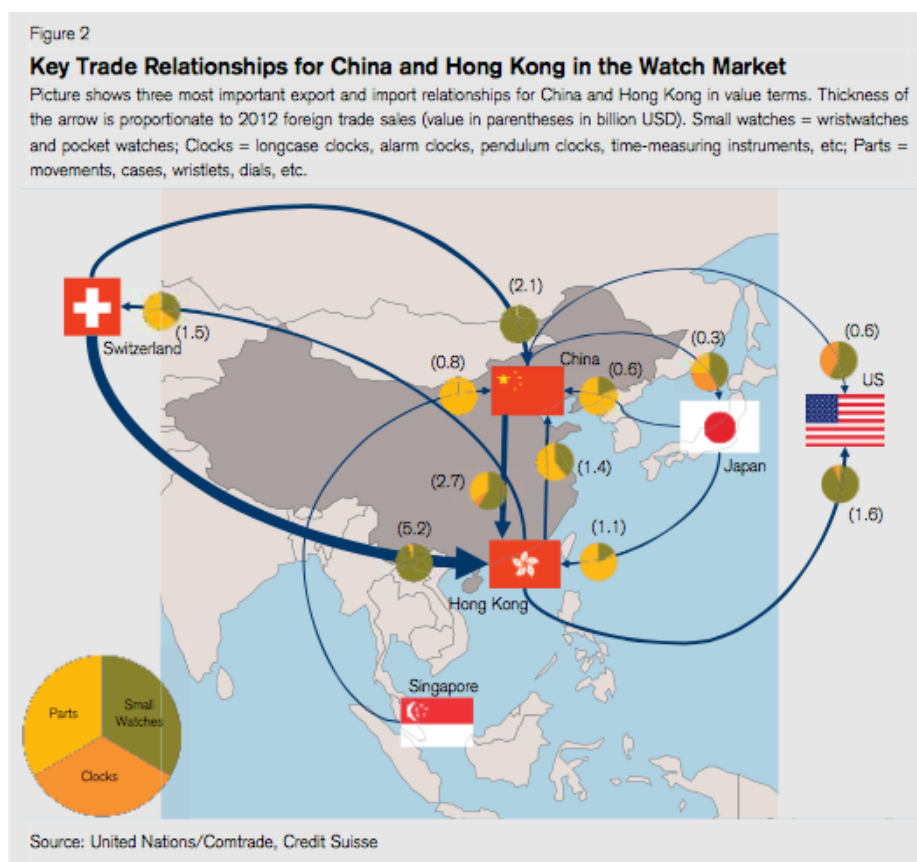 Figure 2
Key Trade Relationships for China and Hong Kong in the Watch Market
Picture shows three most important export and import relationships for China and Hong Kong in value terms. Thickness of
the arrow is proportionate to 2012 foreign trade sales (value in parentheses in billion USD). Small watches = wristwatches
and pocket watches; Clocks = longcase clocks, alarm clocks, pendulum clocks, time-measuring instruments, etc; Parts =
movements, cases, wristlets, dials, etc.
(2.1)
(1.5)
Switzerland
(0.3)
(0.6)
China
(0.8)
(0.6)
US
Japan
(1.4)
(2.7)
(1.6)
(5.2)
(1.1)
Hong Kong
Singapore
Parts
Small
Watches
Clocks
Source: United Nations/Comtrade, Credit Suisse